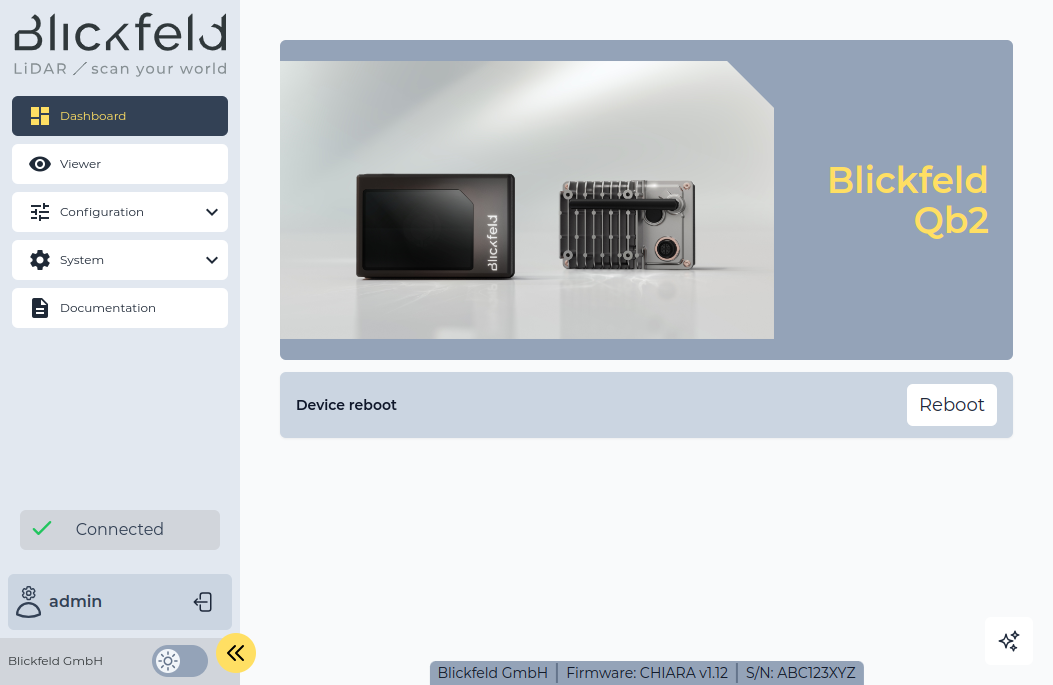 Blickfeld
LiDAR / scan your world
Dashboard
Viewer
Configuration
System
Documentation
Connected
admin
Blickfeld GmbH
Blickfeld
Blickfeld
Qb2
Device reboot
Reboot
Blickfeld GmbH | Firmware: CHIARA v1.12 | S/N: ABC123XYZ